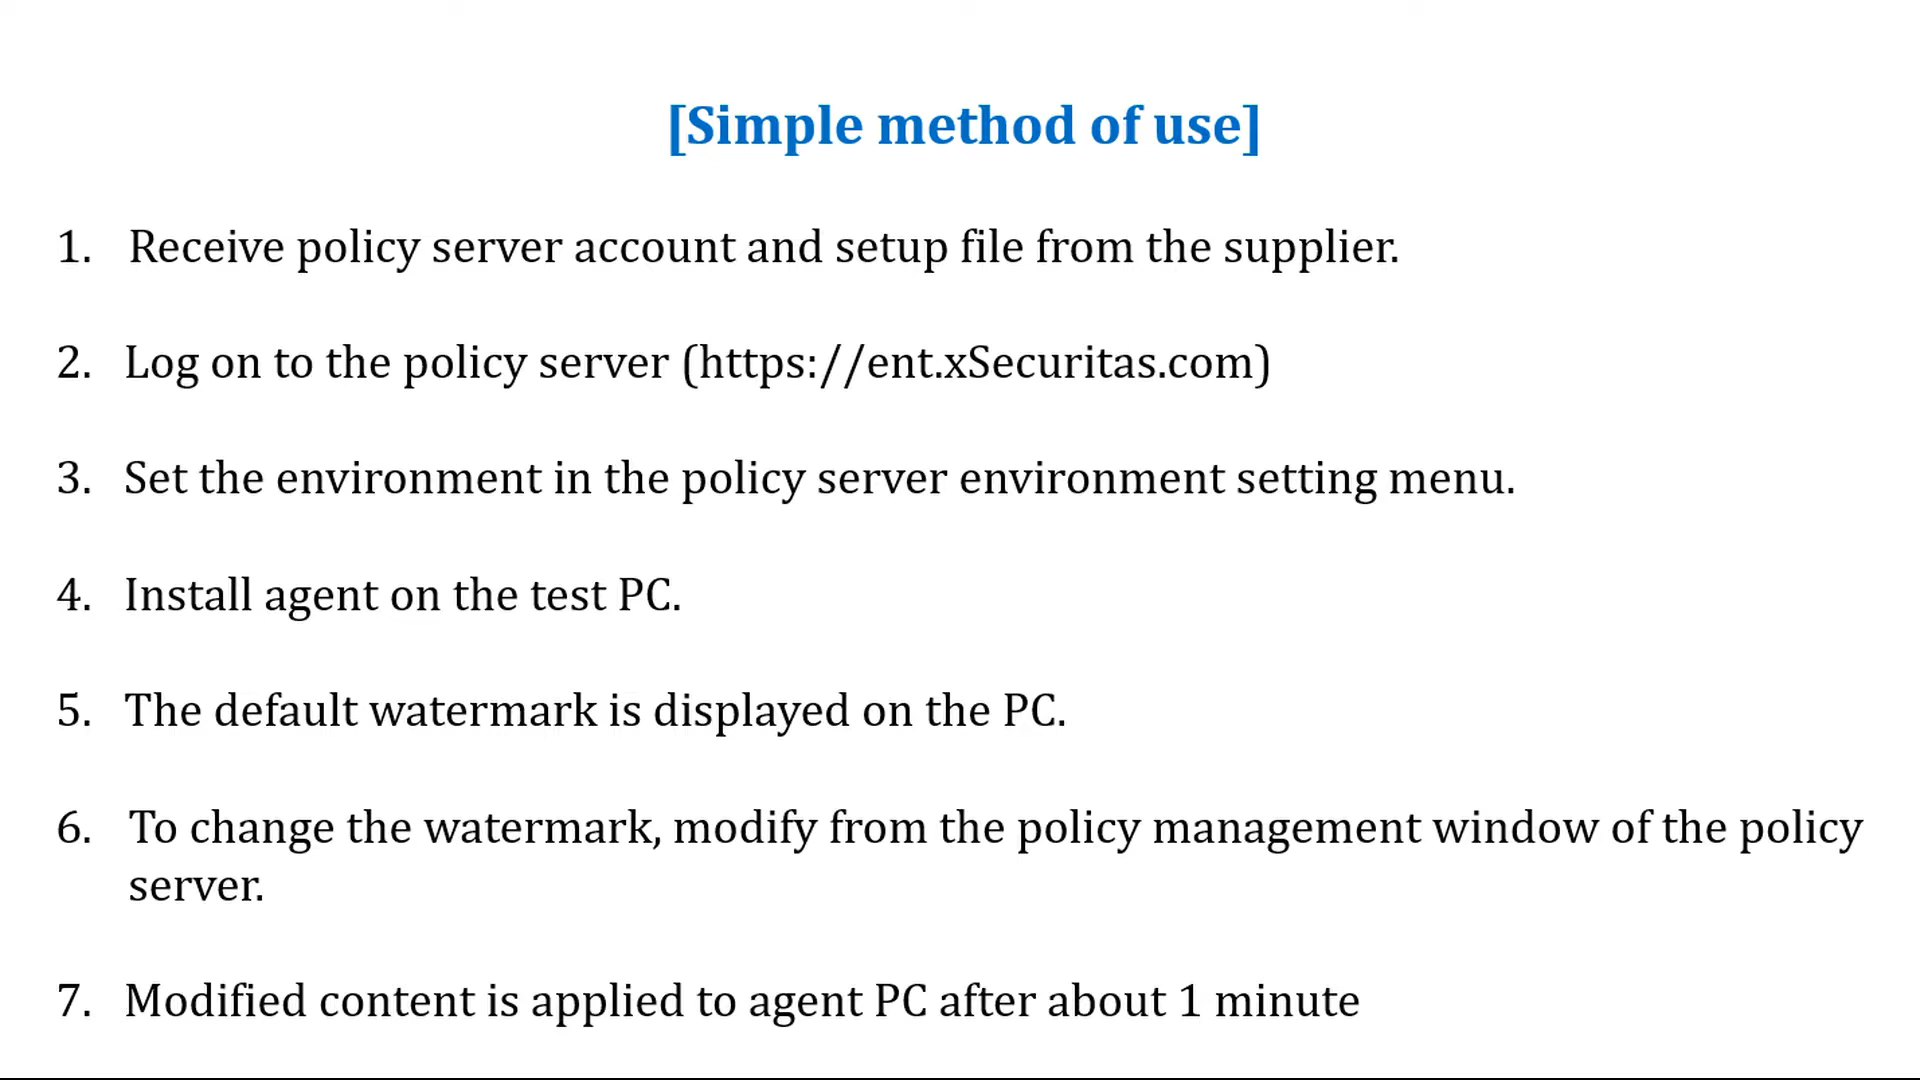 [Simple method of use]
1. Receive policy server account and setup file from the supplier.
2. Log on to the policy server (https://ent.xSecuritas.com)
3. Set the environment in the policy server environment setting menu.
4. Install agent on the test PC.
5. The default watermark is displayed on the PC.
6. To change the watermark, modify from the policy management window of the policy
server.
7. Modified content is applied to agent PC after about 1 minute